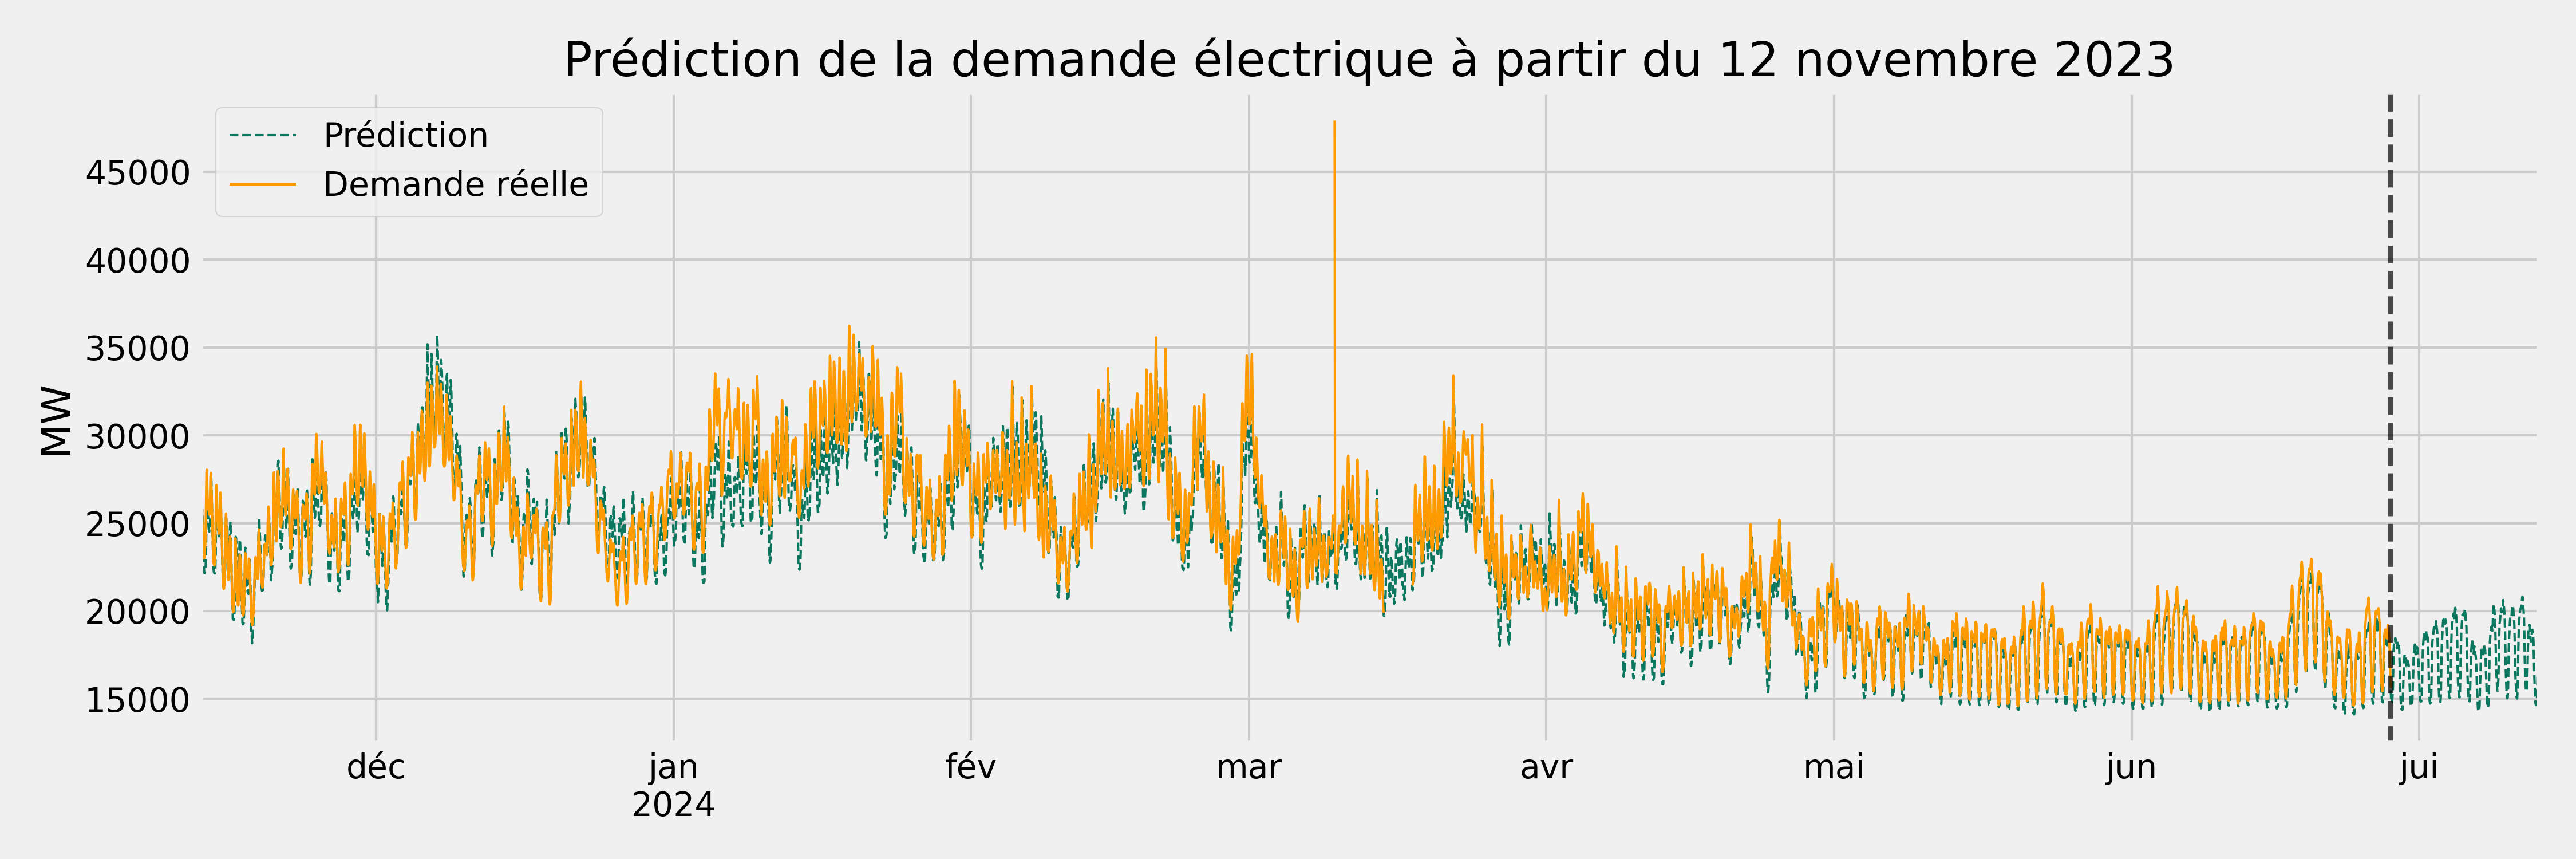 Prédiction de la demande électrique à partir du 12 novembre 2023
Prédiction
Demande réelle
MW
45000
40000
35000
30000
25000
20000
15000
déc
jan
2024
fév
mar
avr
mai
jun
jui